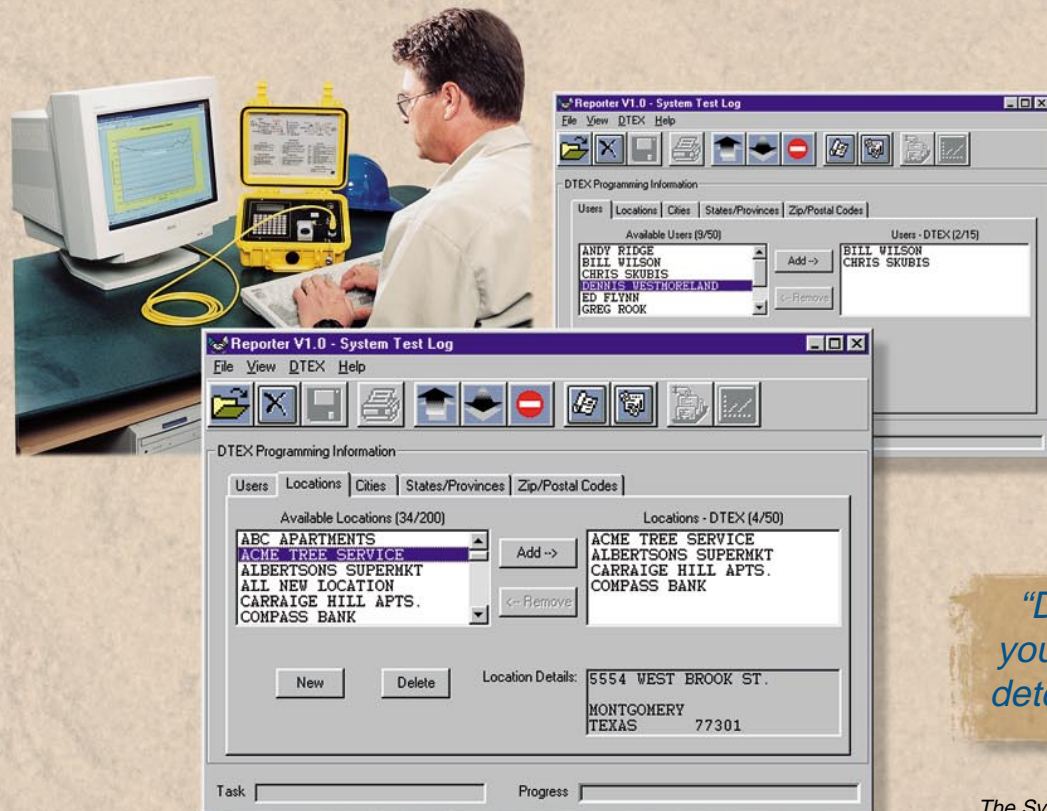 Reporter V1.0 - System Test Log
File View DTEX Help
DTEX Programming Information
Users Locations Cities States/Provinces Zip/Postal Codes
Available Users (9/50)
Users - DTEX (2/15)
ANDY RIDGE
BILL WILSON
CHRIS SKUBIS
DENNIS WESTMORELAND
ED FLYNN
GREG ROOK
Add -->
<-- Remove
BILL WILSON
CHRIS SKUBIS
Reporter V1.0 - System Test Log
File View DTEX Help
DTEX Programming Information
Users Locations Cities States/Provinces Zip/Postal Codes
Available Locations (34/200)
Locations - DTEX (4/50)
ABC APARTMENTS
ACME TREE SERVICE
ALBERTSONS SUPERMKT
ALL NEW LOCATION
CARRAIGE HILL APTS.
COMPASS BANK
Add -->
<-- Remove
ACME TREE SERVICE
ALBERTSONS SUPERMKT
CARRAIGE HILL APTS.
COMPASS BANK
New
Delete
Location Details:
5554 WEST BROOK ST.
MONTGOMERY
TEXAS 77301
Task
Progress
"D
you
dete
The Sy